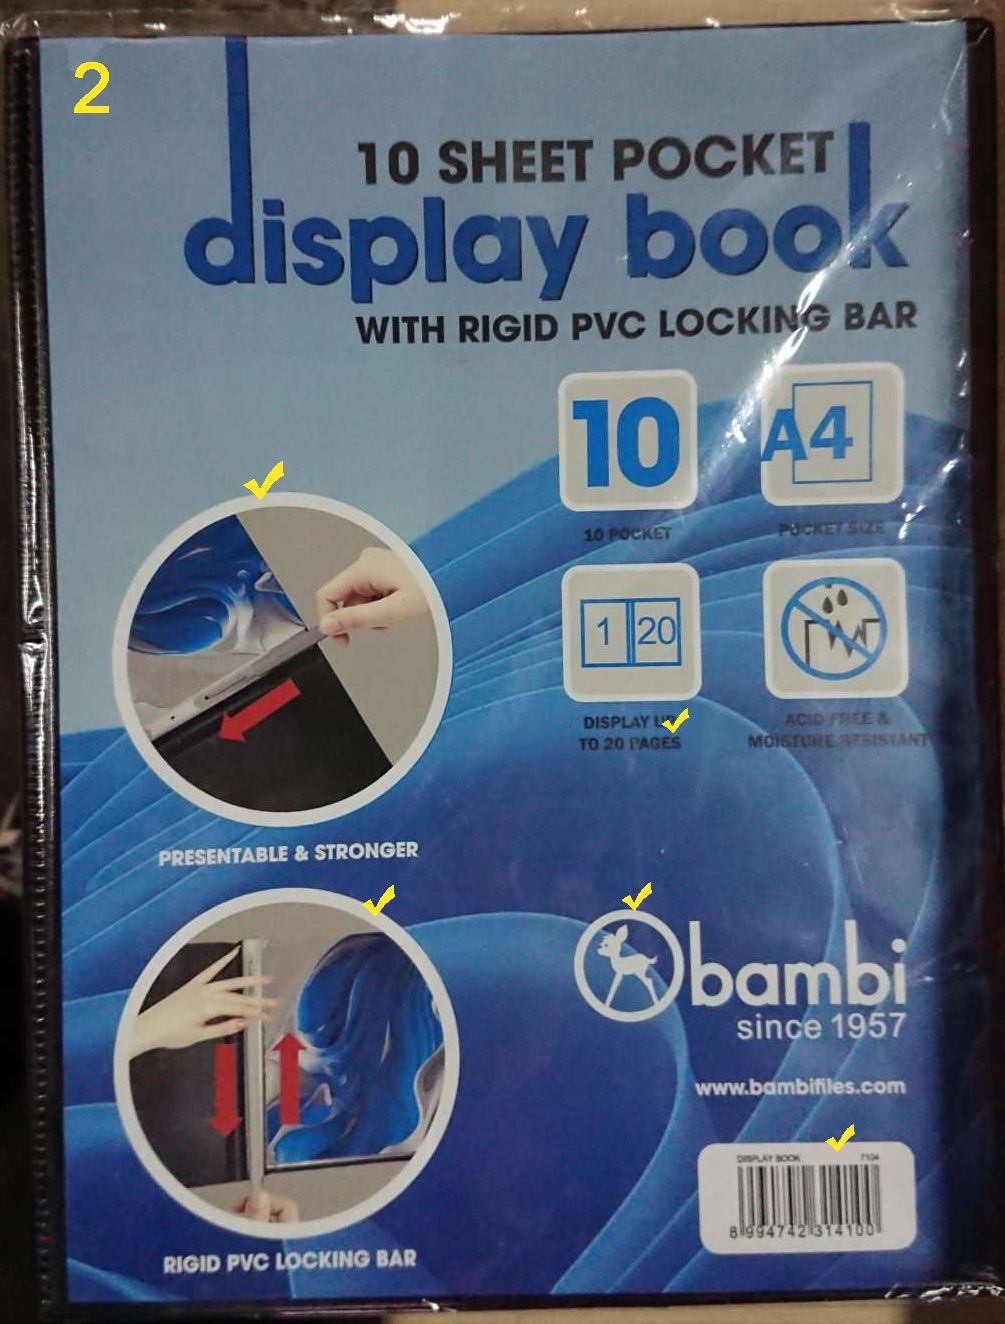 2
10 SHEET POCKET
display book
WITH RIGID PVC LOCKING BAR
10
A4
10 POCKET
POCKET SIZE
1 20
DISPLAY UP
TO 20 PAGES
ACID FREE &
MOISTURE RESISTANT
PRESENTABLE & STRONGER
bambi
since 1957
www.bambifiles.com
DISPLAY BOOK 7104
8 994742 314100
RIGID PVC LOCKING BAR